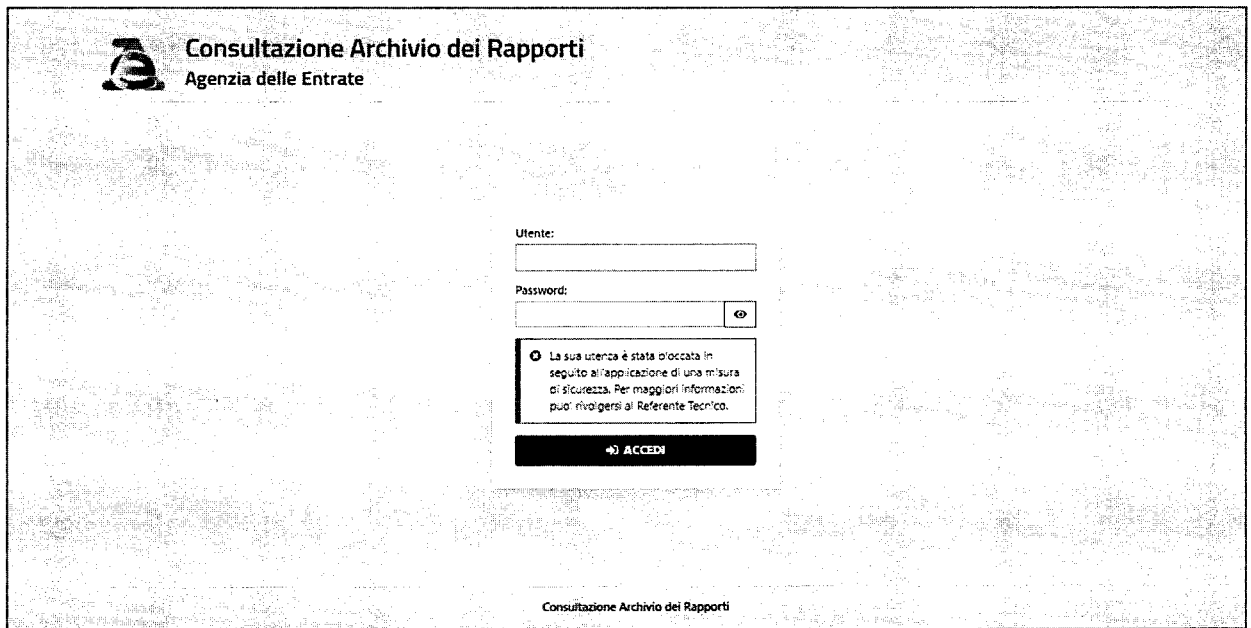 Consultazione Archivio dei Rapporti
Agenzia delle Entrate
Utente:
Password:
La sua utenza è stata bloccata in
seguito all'applicazione di una misura
di sicurezza. Per maggiori informazioni
puo' rivolgersi al Referente Tecnico.
ACCEDI
Consultazione Archivio dei Rapporti